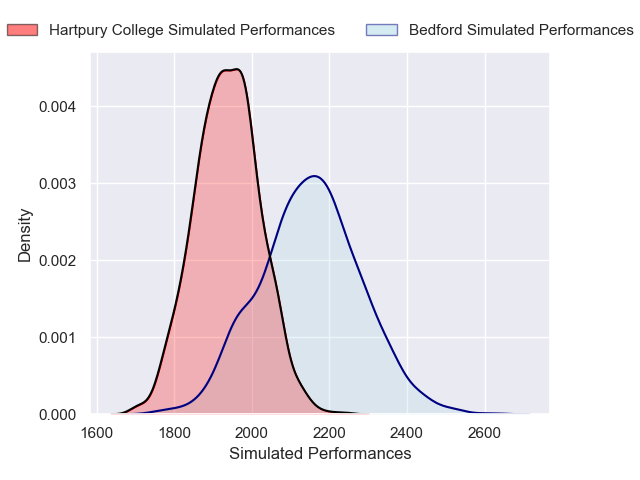 Hartpury College Simulated Performances Bedford Simulated Performances
0.004
0.003
Density
0.002
0.001
0.000
1600 1800 2000 2200 2400 2600
Simulated Performances